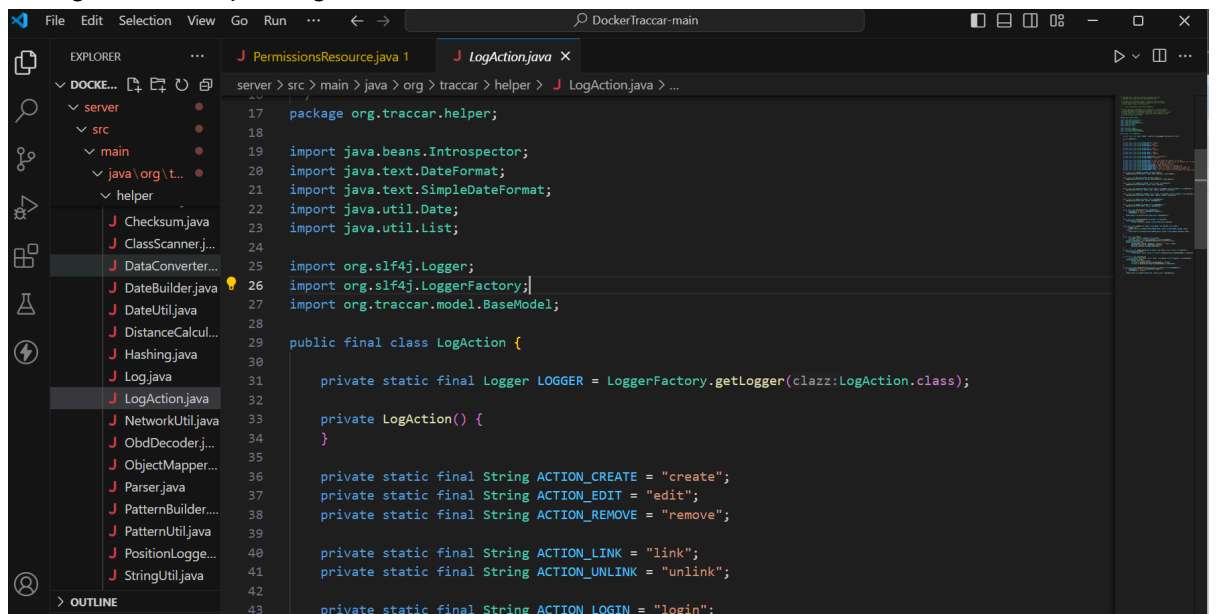 File Edit Selection View Go Run ··· ← → DockerTraccar-main
EXPLORER ···
DOCKE...
server
src
main
java\org\t...
helper
Checksum.java
ClassScanner.j...
DataConverter...
DateBuilder.java
DateUtil.java
DistanceCalcul...
Hashing.java
Log.java
LogAction.java
NetworkUtil.java
ObdDecoder.j...
ObjectMapper...
Parser.java
PatternBuilder....
PatternUtil.java
PositionLogge...
StringUtil.java
OUTLINE
J PermissionsResource.java 1 J LogAction.java ×
server > src > main > java > org > traccar > helper > J LogAction.java > ...
17 package org.traccar.helper;
18
19 import java.beans.Introspector;
20 import java.text.DateFormat;
21 import java.text.SimpleDateFormat;
22 import java.util.Date;
23 import java.util.List;
24
25 import org.slf4j.Logger;
26 import org.slf4j.LoggerFactory;
27 import org.traccar.model.BaseModel;
28
29 public final class LogAction {
30
31 private static final Logger LOGGER = LoggerFactory.getLogger(clazz:LogAction.class);
32
33 private LogAction() {
34 }
35
36 private static final String ACTION_CREATE = "create";
37 private static final String ACTION_EDIT = "edit";
38 private static final String ACTION_REMOVE = "remove";
39
40 private static final String ACTION_LINK = "link";
41 private static final String ACTION_UNLINK = "unlink";
42
43 private static final String ACTION_LOGIN = "login";